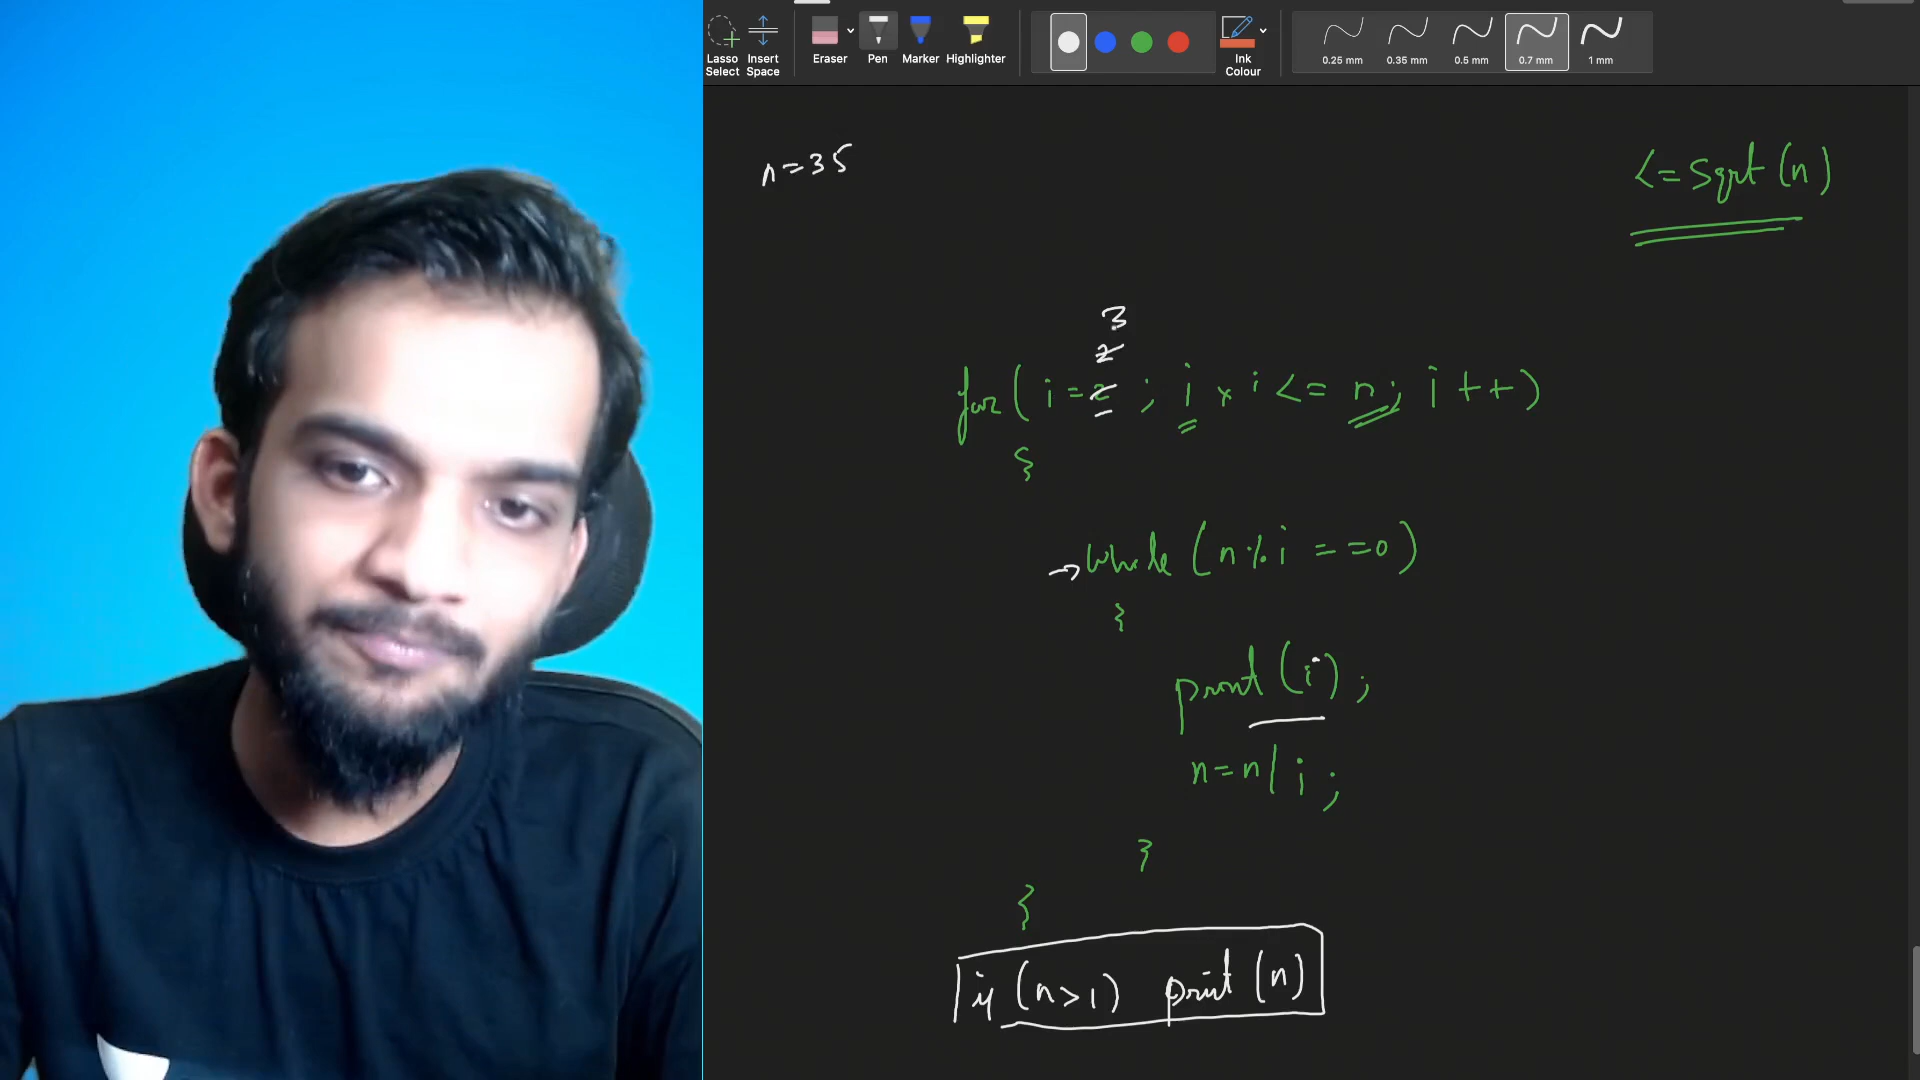 Lasso Select
Insert Space
Eraser
Pen
Marker
Highlighter
Ink Colour
0.25 mm
0.35 mm
0.5 mm
0.7 mm
1 mm
n=35
<=Sqrt(n)
3
2
for( i=2 ; i × i <= n; i++)
{
→ while (n%i ==0)
{
print(i);
n=n/i;
}
}
if (n>1) print(n)